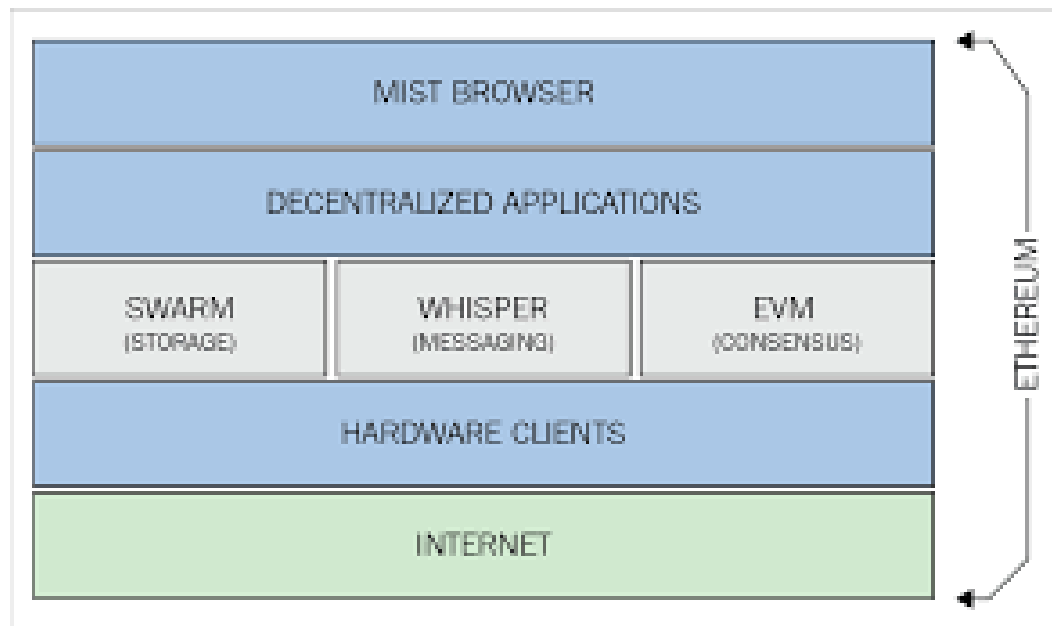 MIST BROWSER
DECENTRALIZED APPLICATIONS
SWARM
(STORAGE)
WHISPER
(MESSAGING)
EVM
(CONSENSUS)
HARDWARE CLIENTS
INTERNET
ETHEREUM